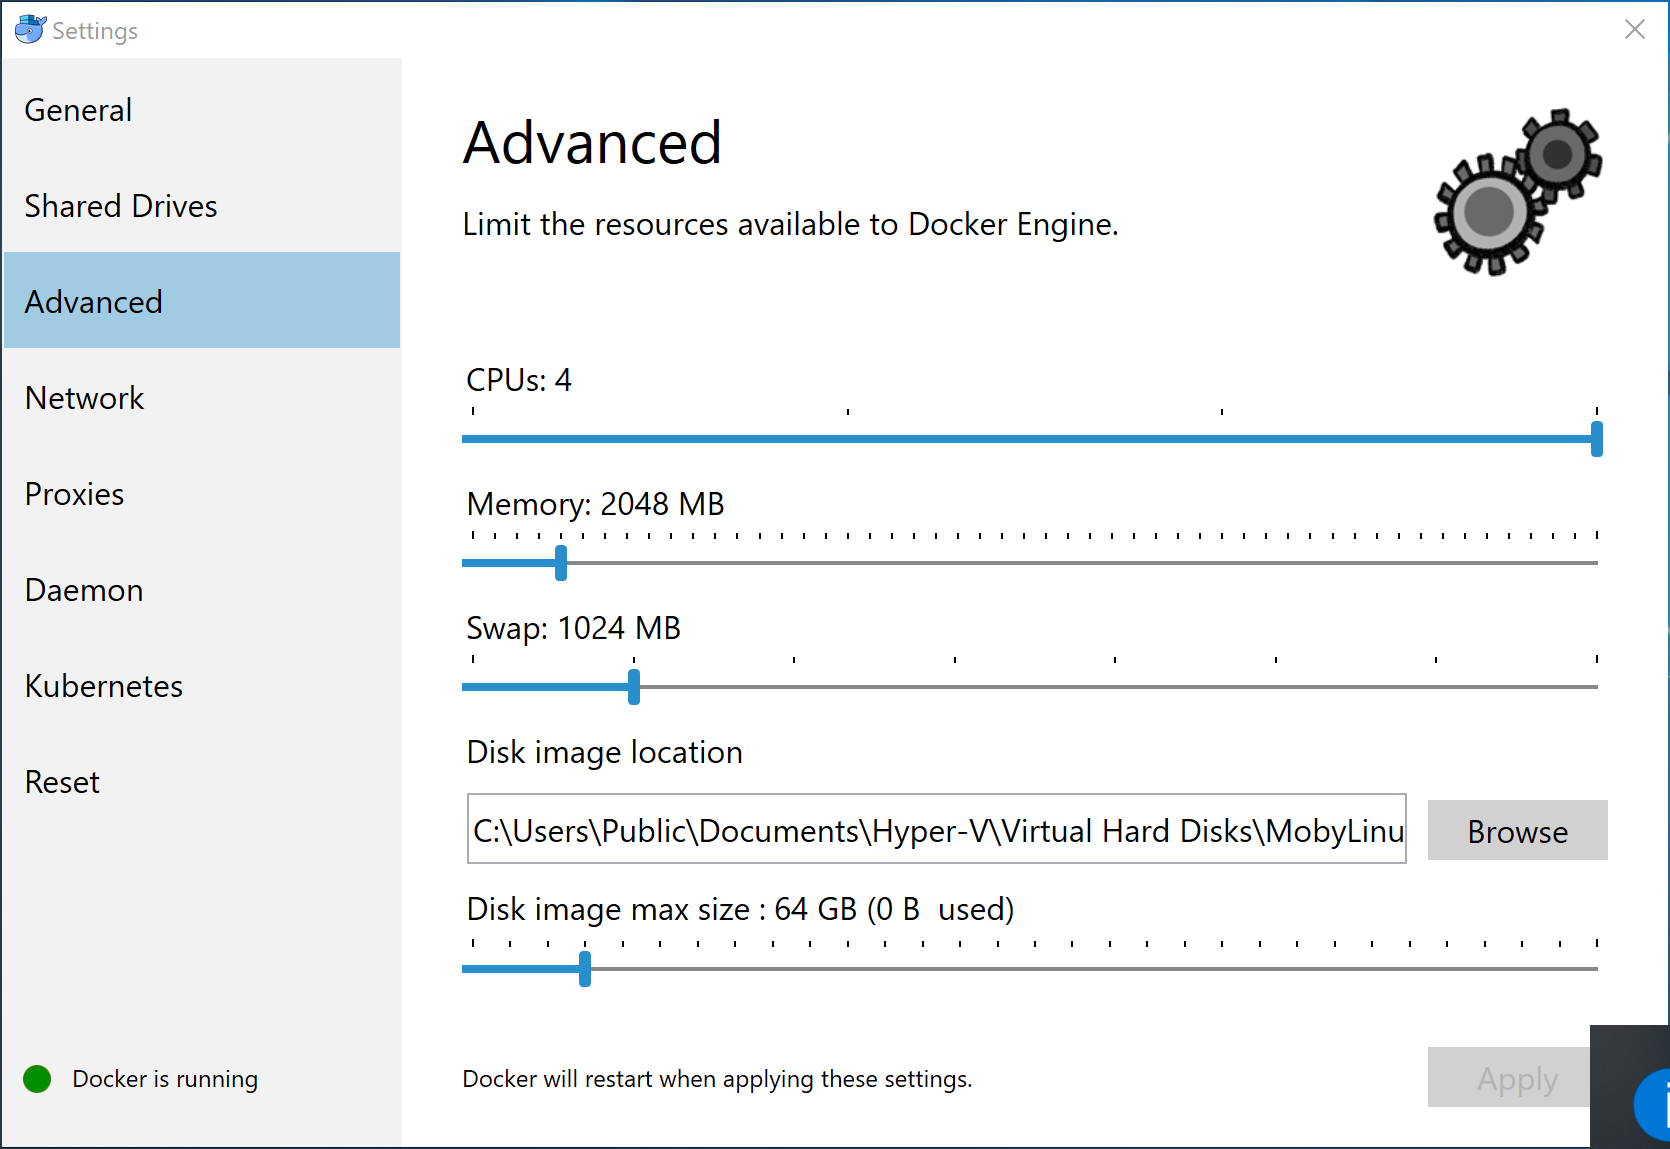 Settings
General
Shared Drives
Advanced
Network
Proxies
Daemon
Kubernetes
Reset
Docker is running
Advanced
Limit the resources available to Docker Engine.
CPUs: 4
Memory: 2048 MB
Swap: 1024 MB
Disk image location
C:\Users\Public\Documents\Hyper-V\Virtual Hard Disks\MobyLinu
Browse
Disk image max size : 64 GB (0 B  used)
Docker will restart when applying these settings.
Apply